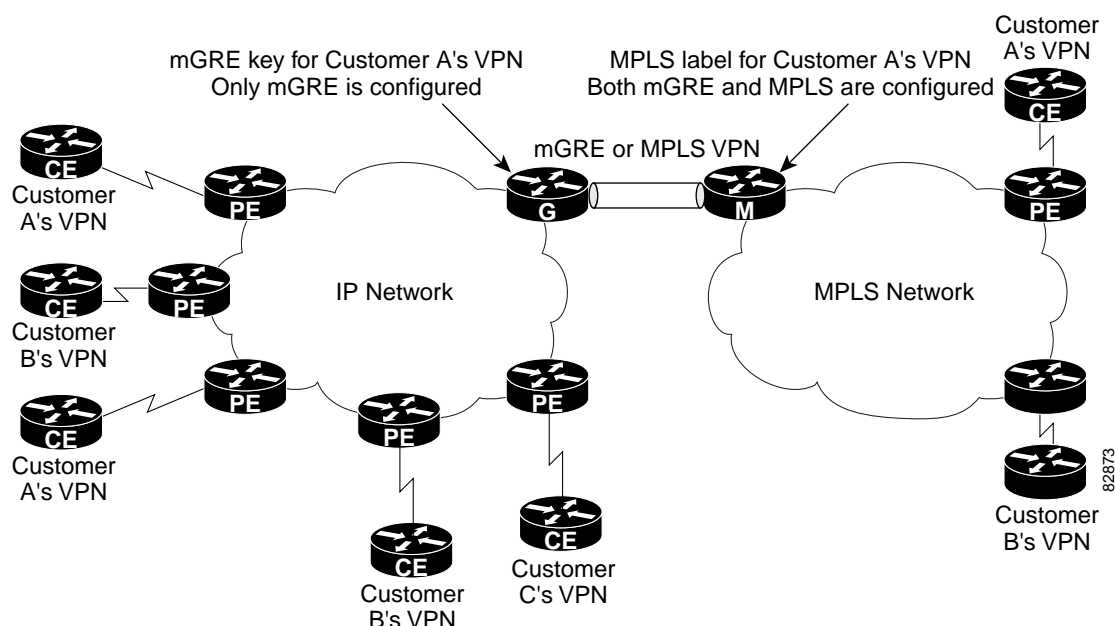 mGRE key for Customer A's VPN
Only mGRE is configured
MPLS label for Customer A's VPN
Both mGRE and MPLS are configured
Customer
A's VPN
CE
CE
Customer
A's VPN
PE
mGRE or MPLS VPN
G
M
PE
CE
Customer
B's VPN
PE
IP Network
MPLS Network
PE
PE
CE
Customer
A's VPN
PE
82873
CE
Customer
B's VPN
CE
Customer
C's VPN
Customer
B's VPN